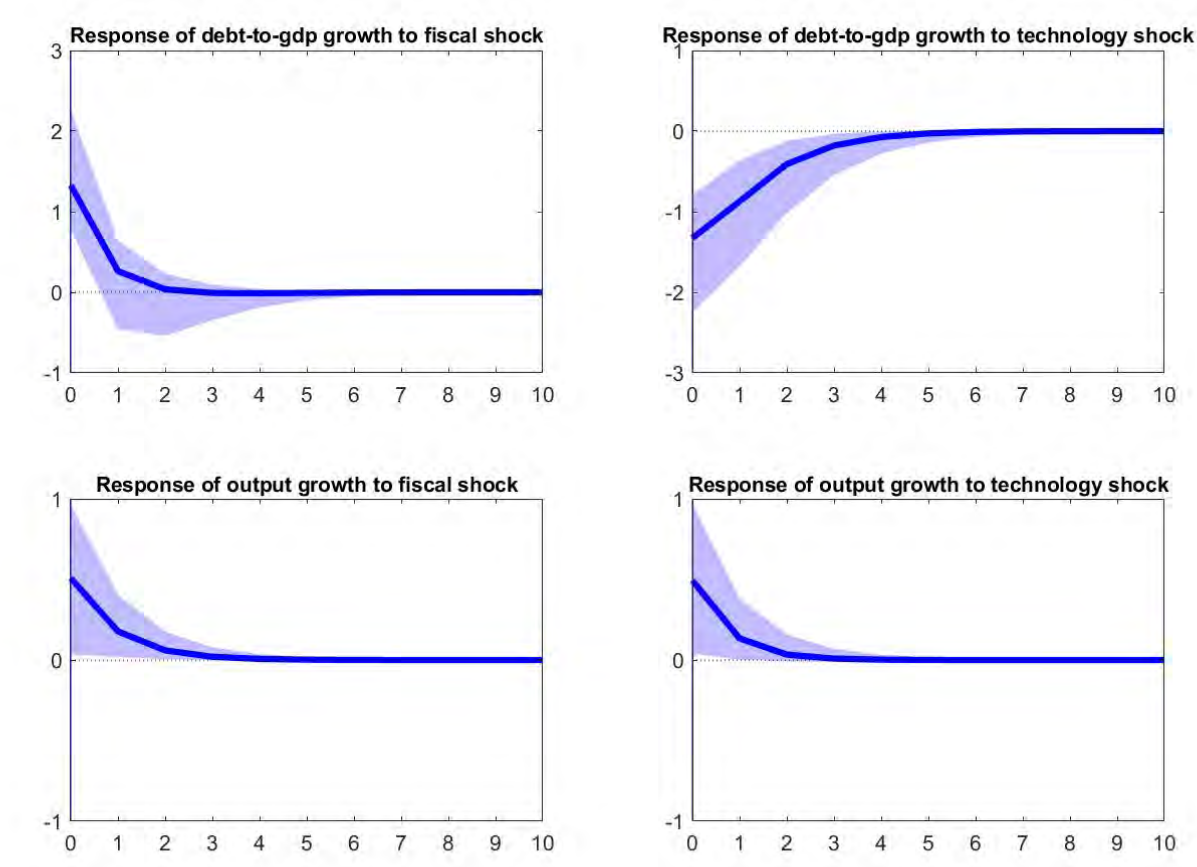 Response of debt-to-gdp growth to fiscal shock
3
2
1
0
-1
0 1 2 3 4 5 6 7 8 9 10
Response of debt-to-gdp growth to technology shock
1
0
-1
-2
-3
0 1 2 3 4 5 6 7 8 9 10
Response of output growth to fiscal shock
1
0
-1
0 1 2 3 4 5 6 7 8 9 10
Response of output growth to technology shock
1
0
-1
0 1 2 3 4 5 6 7 8 9 10